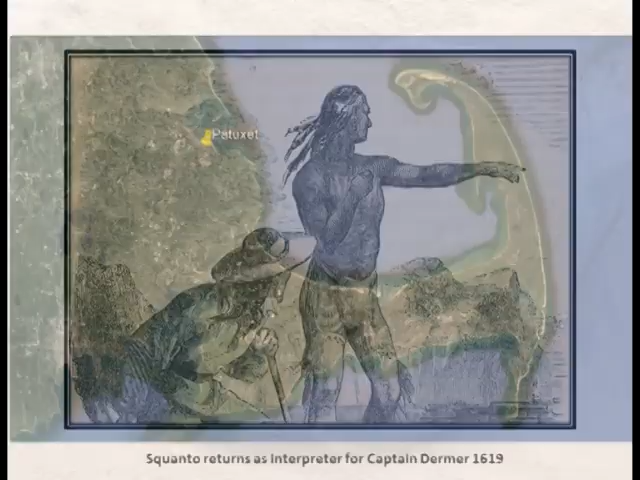 Patuxet
Squanto returns as Interpreter for Captain Dermer 1619